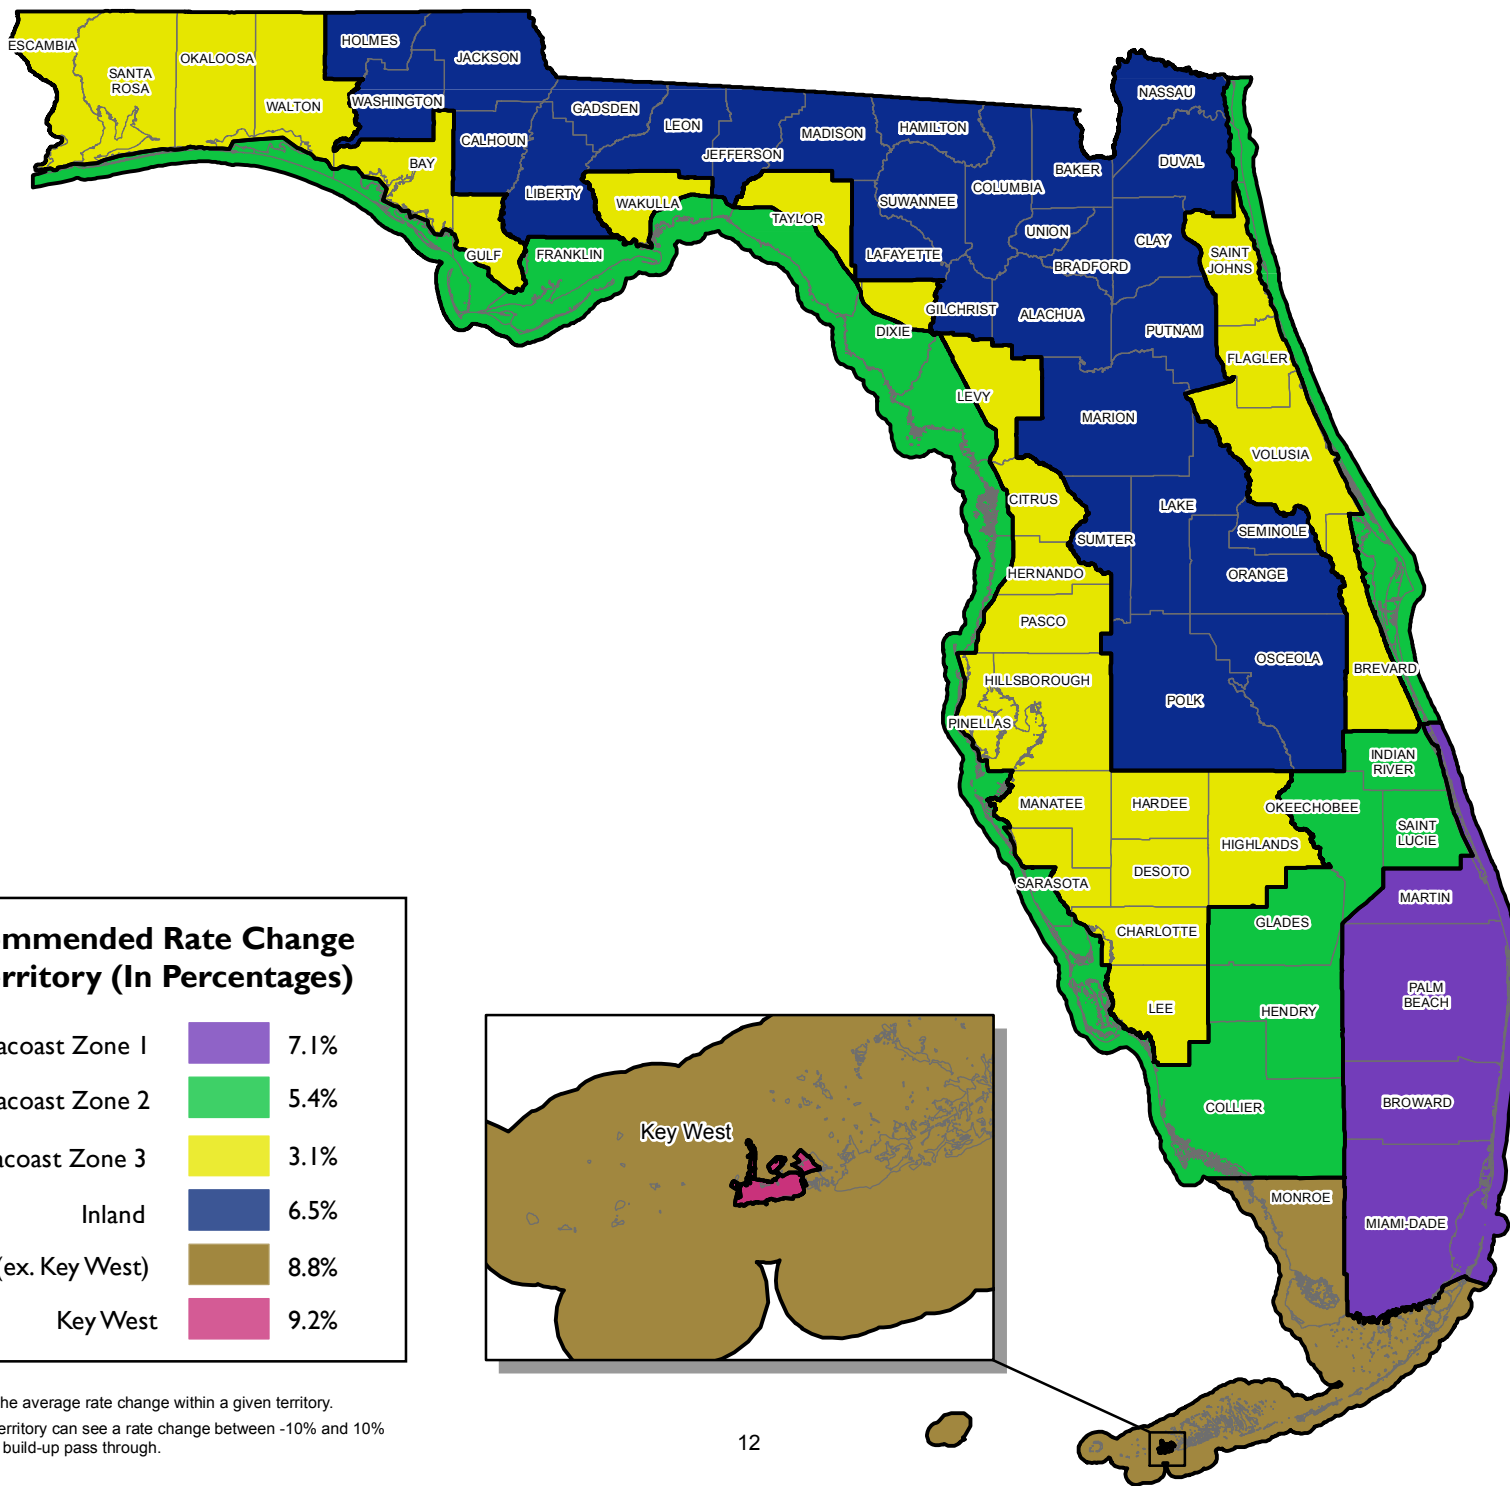 ESCAMBIA
SANTA
ROSA
OKALOOSA
WALTON
HOLMES
JACKSON
WASHINGTON
BAY
CALHOUN
GULF
GADSDEN
LIBERTY
FRANKLIN
LEON
WAKULLA
JEFFERSON
MADISON
TAYLOR
HAMILTON
SUWANNEE
LAFAYETTE
DIXIE
COLUMBIA
GILCHRIST
BAKER
UNION
BRADFORD
ALACHUA
NASSAU
DUVAL
CLAY
PUTNAM
SAINT
JOHNS
FLAGLER
LEVY
MARION
VOLUSIA
CITRUS
SUMTER
LAKE
SEMINOLE
ORANGE
HERNANDO
PASCO
OSCEOLA
BREVARD
HILLSBOROUGH
PINELLAS
POLK
INDIAN
RIVER
MANATEE
HARDEE
OKEECHOBEE
SAINT
LUCIE
HIGHLANDS
SARASOTA
DESOTO
MARTIN
CHARLOTTE
GLADES
LEE
HENDRY
PALM
BEACH
COLLIER
BROWARD
MONROE
MIAMI-DADE
Key West
ommended Rate Change
rritory (In Percentages)
acoast Zone 1 7.1%
acoast Zone 2 5.4%
acoast Zone 3 3.1%
Inland 6.5%
(ex. Key West) 8.8%
Key West 9.2%
he average rate change within a given territory.
erritory can see a rate change between -10% and 10%
build-up pass through.
12